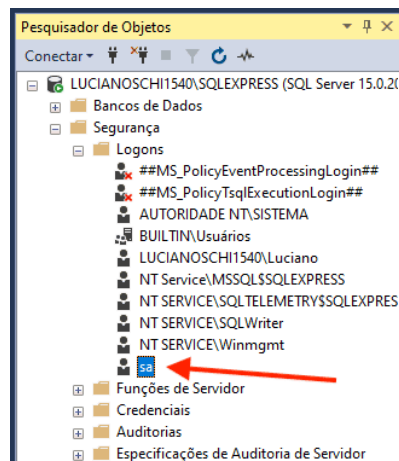 Pesquisador de Objetos
Conectar
LUCIANOSCHI1540\SQLEXPRESS (SQL Server 15.0.20
Bancos de Dados
Segurança
Logons
##MS_PolicyEventProcessingLogin##
##MS_PolicyTsqlExecutionLogin##
AUTORIDADE NT\SISTEMA
BUILTIN\Usuários
LUCIANOSCHI1540\Luciano
NT Service\MSSQL$SQLEXPRESS
NT SERVICE\SQLTELEMETRY$SQLEXPRES
NT SERVICE\SQLWriter
NT SERVICE\Winmgmt
sa
Funções de Servidor
Credenciais
Auditorias
Especificações de Auditoria de Servidor